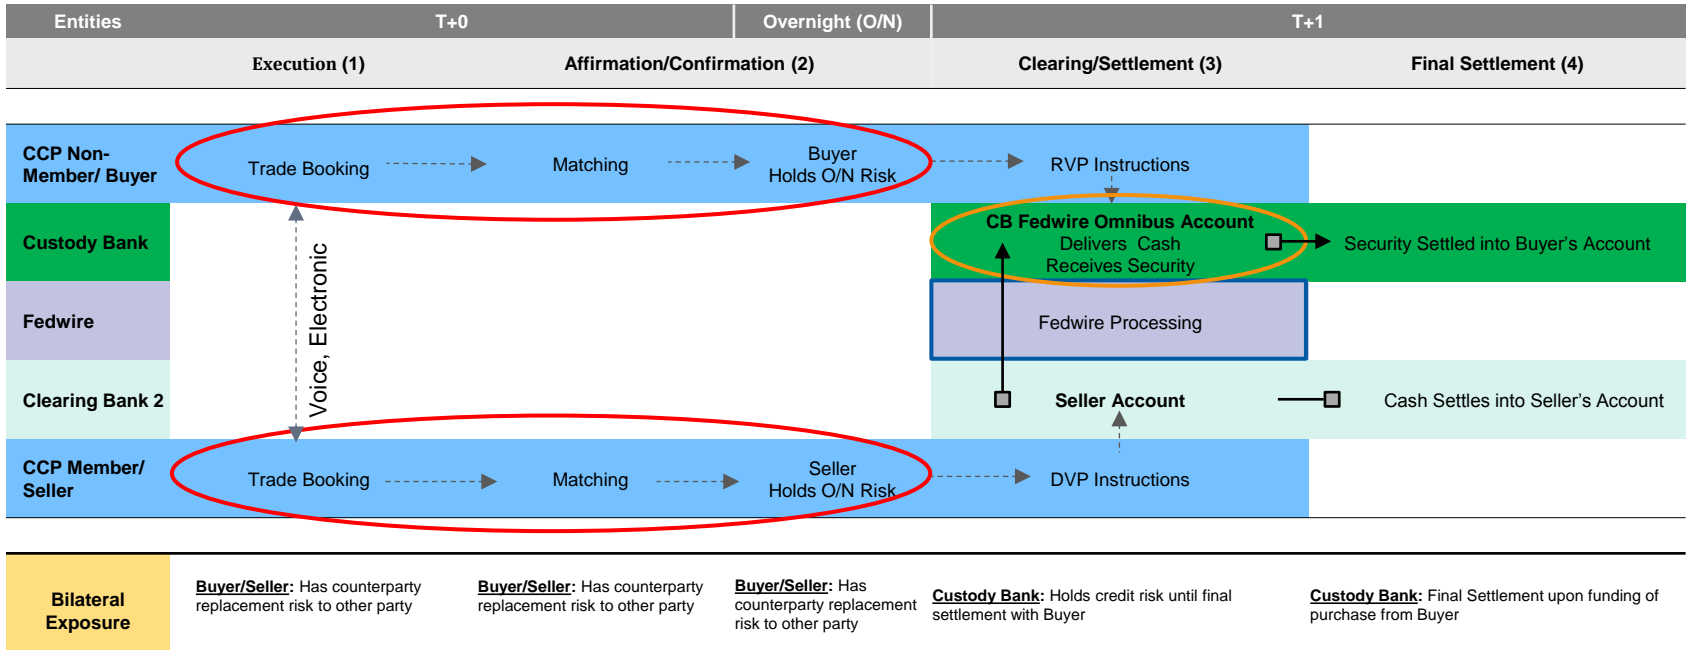 Entities
T+0
Overnight (O/N)
T+1
Execution (1)
Affirmation/Confirmation (2)
Clearing/Settlement (3)
Final Settlement (4)
CCP Non-
Member/ Buyer
Trade Booking
Matching
Buyer
Holds O/N Risk
RVP Instructions
Custody Bank
CB Fedwire Omnibus Account
Delivers Cash
Receives Security
Security Settled into Buyer's Account
Voice, Electronic
Fedwire
Fedwire Processing
Clearing Bank 2
Seller Account
Cash Settles into Seller's Account
CCP Member/
Seller
Trade Booking
Matching
Seller
Holds O/N Risk
DVP Instructions
Bilateral
Exposure
Buyer/Seller: Has counterparty
replacement risk to other party
Buyer/Seller: Has counterparty
replacement risk to other party
Buyer/Seller: Has
counterparty replacement
risk to other party
Custody Bank: Holds credit risk until final
settlement with Buyer
Custody Bank: Final Settlement upon funding of
purchase from Buyer